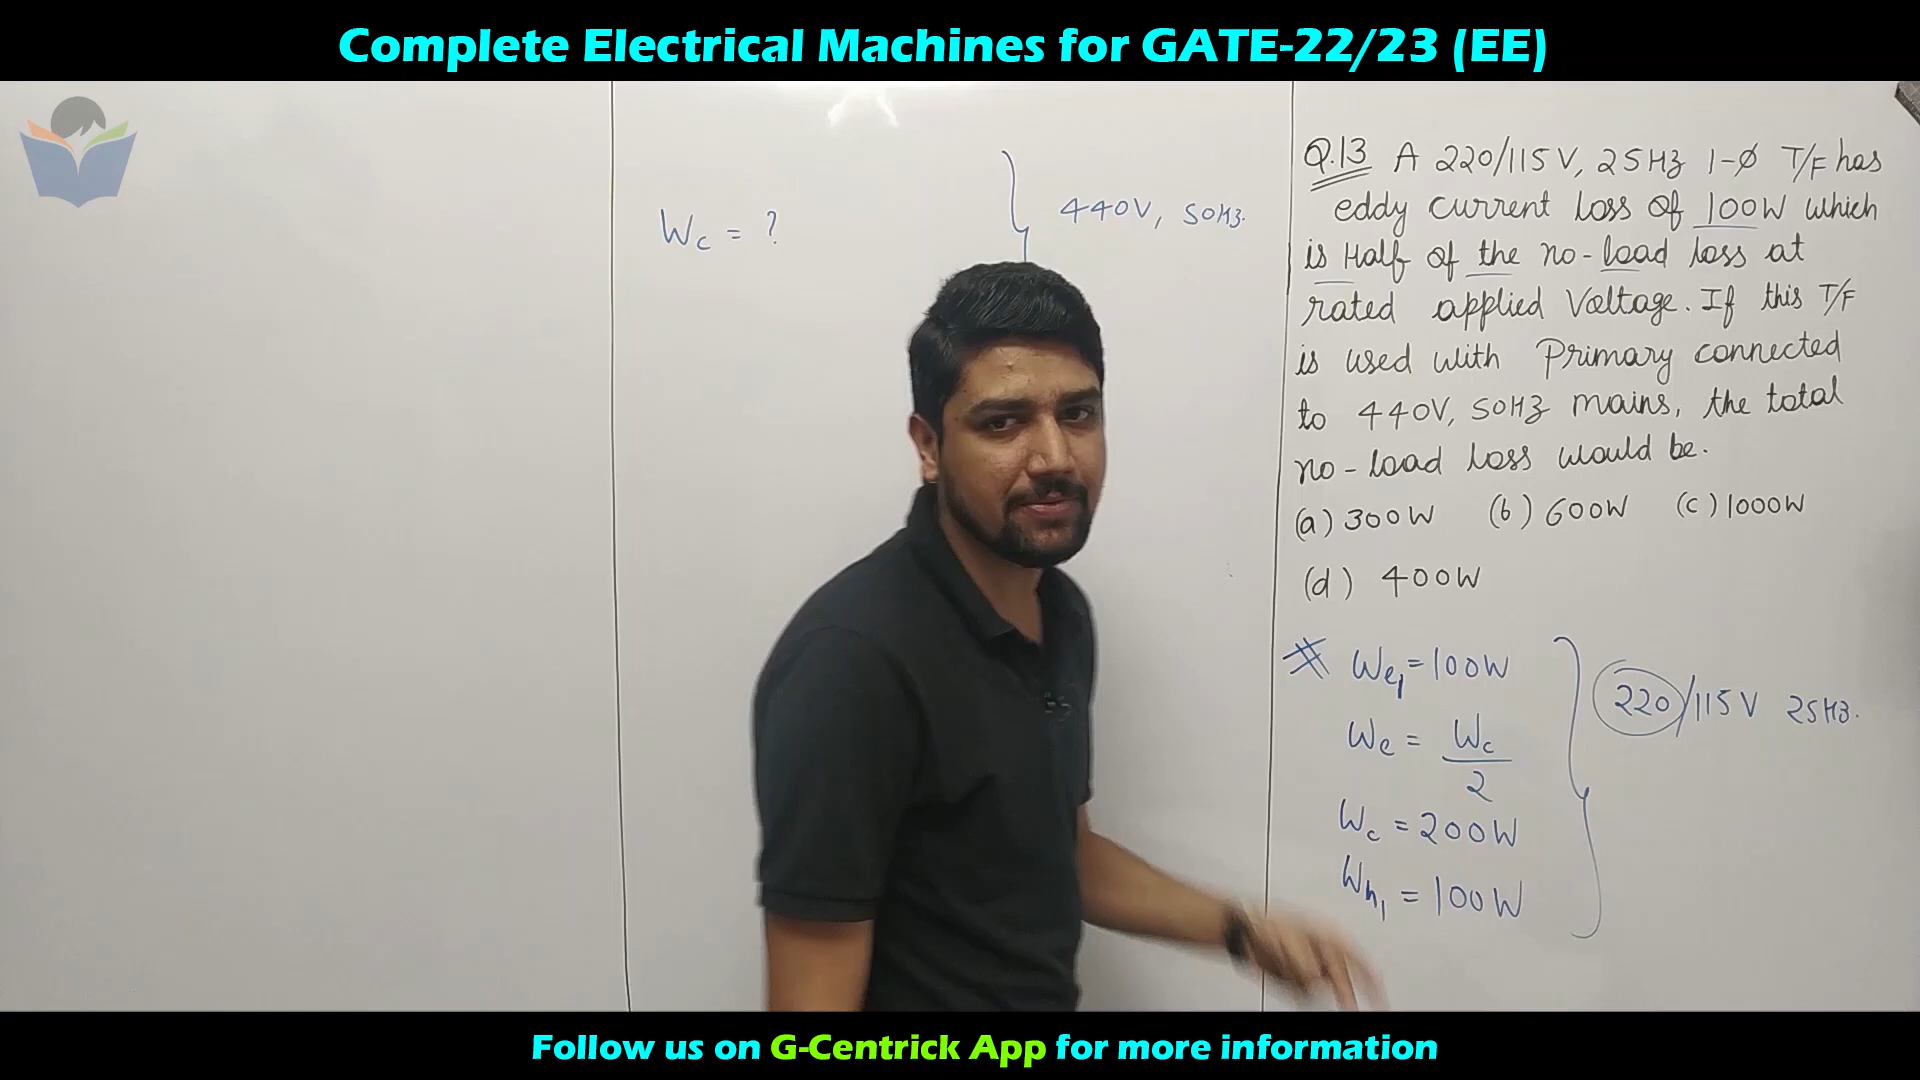 Complete Electrical Machines for GATE-22/23 (EE)
Wc = ?
440V, 50Hz.
Q.13 A 220/115V, 25Hz 1-Ø T/F has
eddy current loss of 100W which
is Half of the no-load loss at
rated applied Voltage. If this T/F
is used with Primary connected
to 440V, 50Hz mains, the total
no-load loss would be.
(a) 300W (b) 600W (c) 1000W
(d) 400W
We₁ = 100W
We = Wc/2
Wc = 200W
Wh₁ = 100W
220/115V 25Hz.
Follow us on G-Centrick App for more information